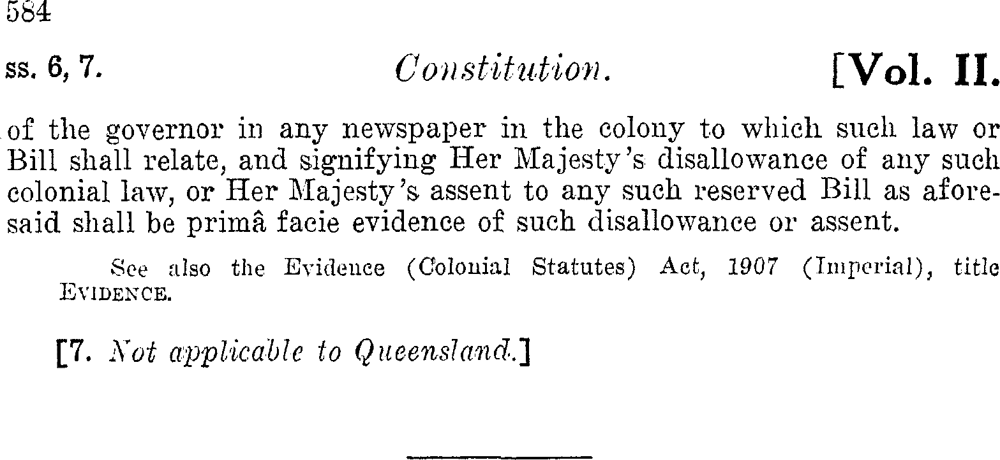 584
ss. 6, 7. Constitution. [Vol. II.
of the governor in any newspaper in the colony to which such law or
Bill shall relate, and signifying Her Majesty's disallowance of any such
colonial law, or Her Majesty's assent to any such reserved Bill as afore-
said shall be primâ facie evidence of such disallowance or assent.
See also the Evidence (Colonial Statutes) Act, 1907 (Imperial), title
EVIDENCE.
[7. Not applicable to Queensland.]